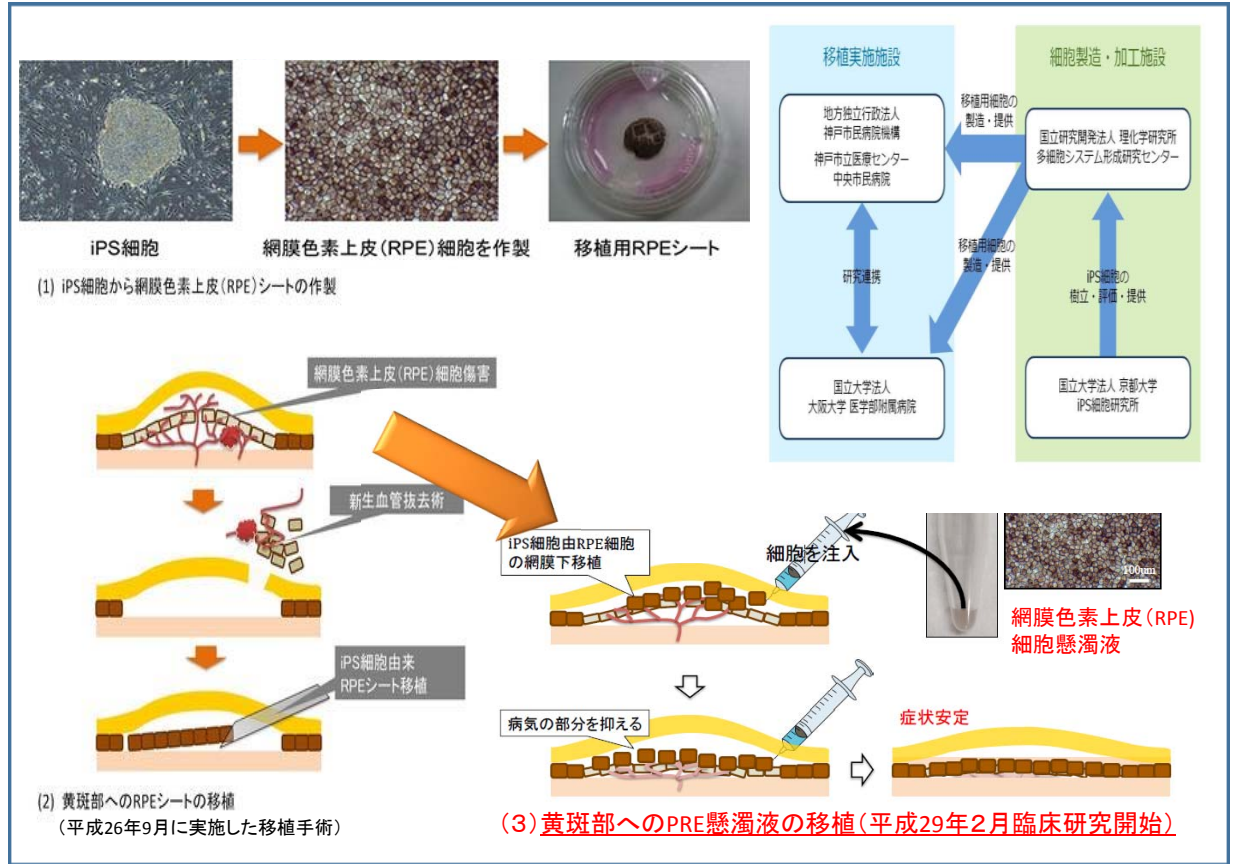 iPS細胞
網膜色素上皮(RPE)細胞を作製
移植用RPEシート
(1) iPS細胞から網膜色素上皮(RPE)シートの作製
移植実施施設
細胞製造・加工施設
地方独立行政法人
神戸市民病院機構
神戸市立医療センター
中央市民病院
移植用細胞の
製造・提供
国立研究開発法人 理化学研究所
多細胞システム形成研究センター
研究連携
移植用細胞の
製造・提供
iPS細胞の
樹立・評価・提供
国立大学法人
大阪大学 医学部附属病院
国立大学法人 京都大学
iPS細胞研究所
網膜色素上皮(RPE)細胞傷害
新生血管抜去術
iPS細胞由来
RPEシート移植
(2) 黄斑部へのRPEシートの移植
(平成26年9月に実施した移植手術)
iPS細胞由RPE細胞
の網膜下移植
細胞を注入
100μm
網膜色素上皮(RPE)
細胞懸濁液
病気の部分を抑える
症状安定
(3)黄斑部へのPRE懸濁液の移植(平成29年2月臨床研究開始)